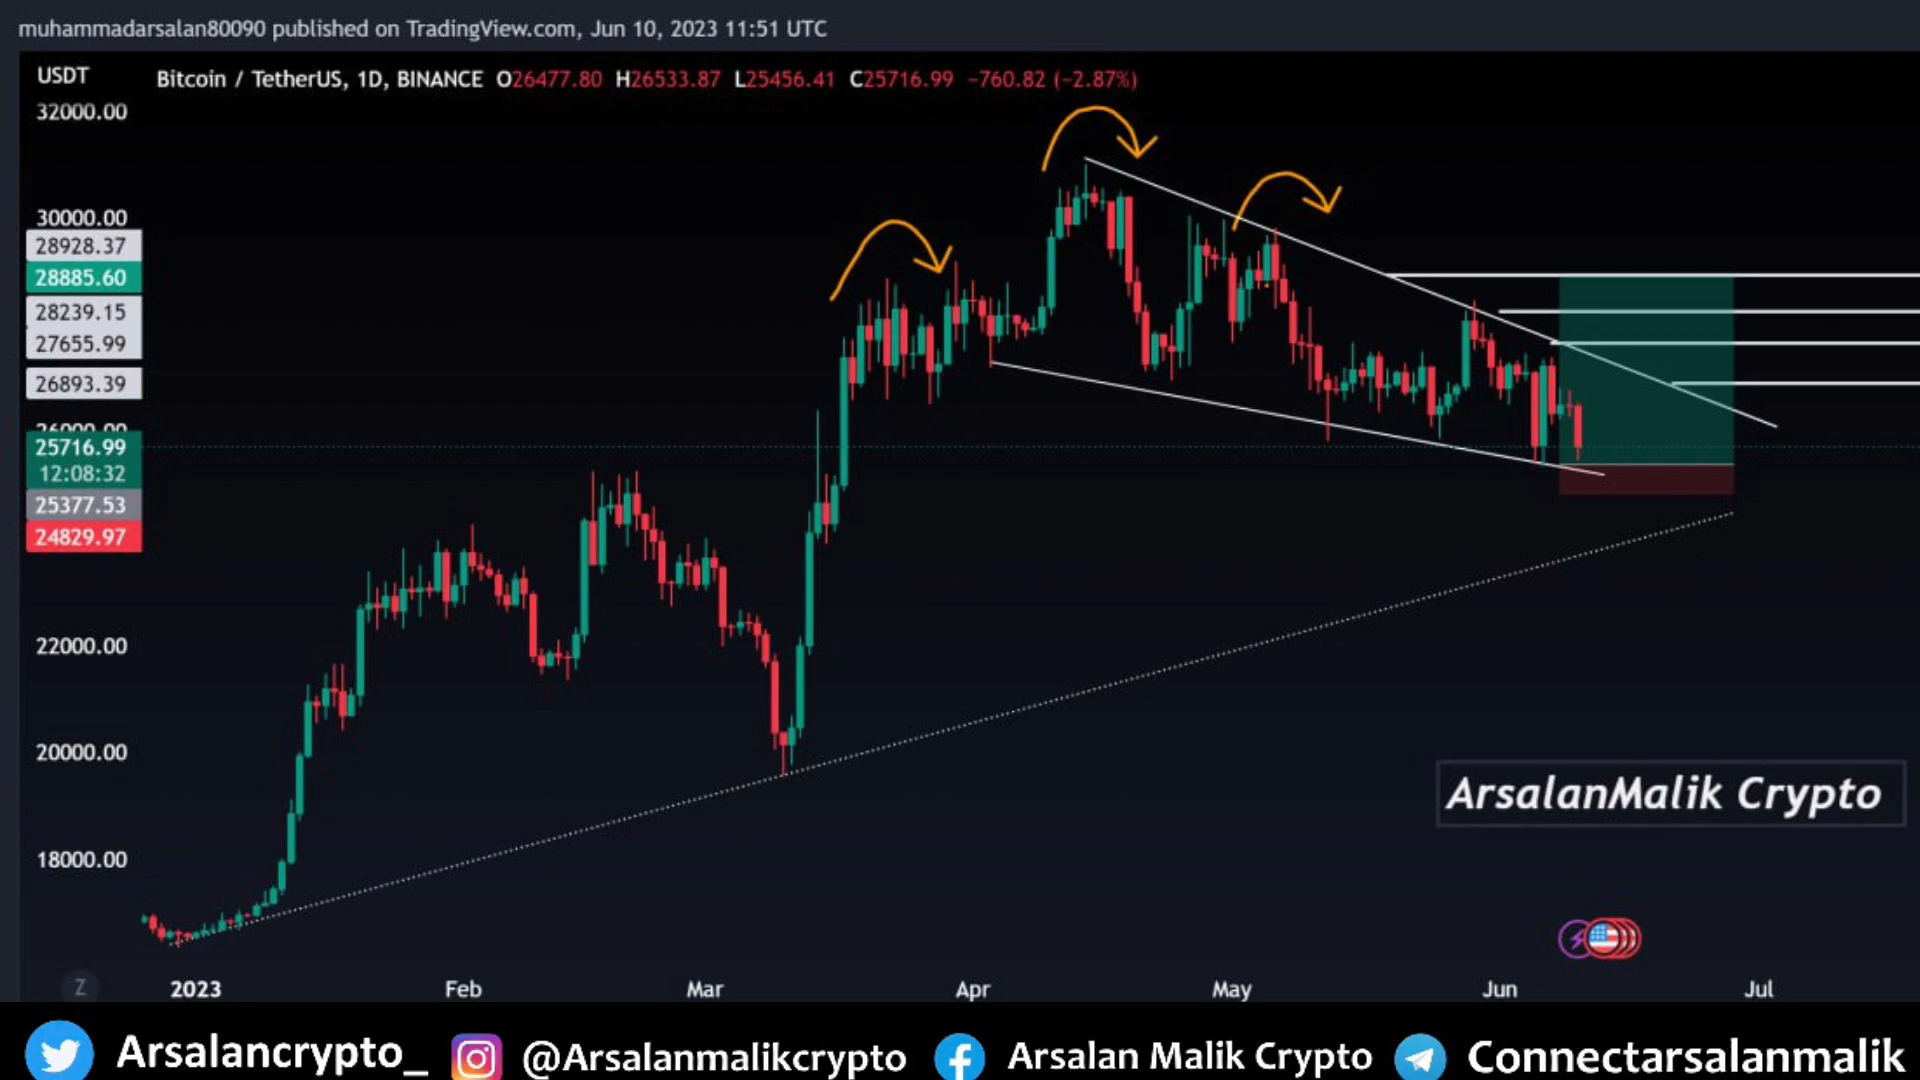 muhammadarsalan80090 published on TradingView.com, Jun 10, 2023 11:51 UTC
USDT
Bitcoin / TetherUS, 1D, BINANCE O26477.80 H26533.87 L25456.41 C25716.99 −760.82 (−2.87%)
32000.00
30000.00
28928.37
28885.60
28239.15
27655.99
26893.39
26000.00
25716.99
12:08:32
25377.53
24829.97
22000.00
20000.00
18000.00
ArsalanMalik Crypto
Z
2023 Feb Mar Apr May Jun Jul
Arsalancrypto_ @Arsalanmalikcrypto Arsalan Malik Crypto Connectarsalanmalik